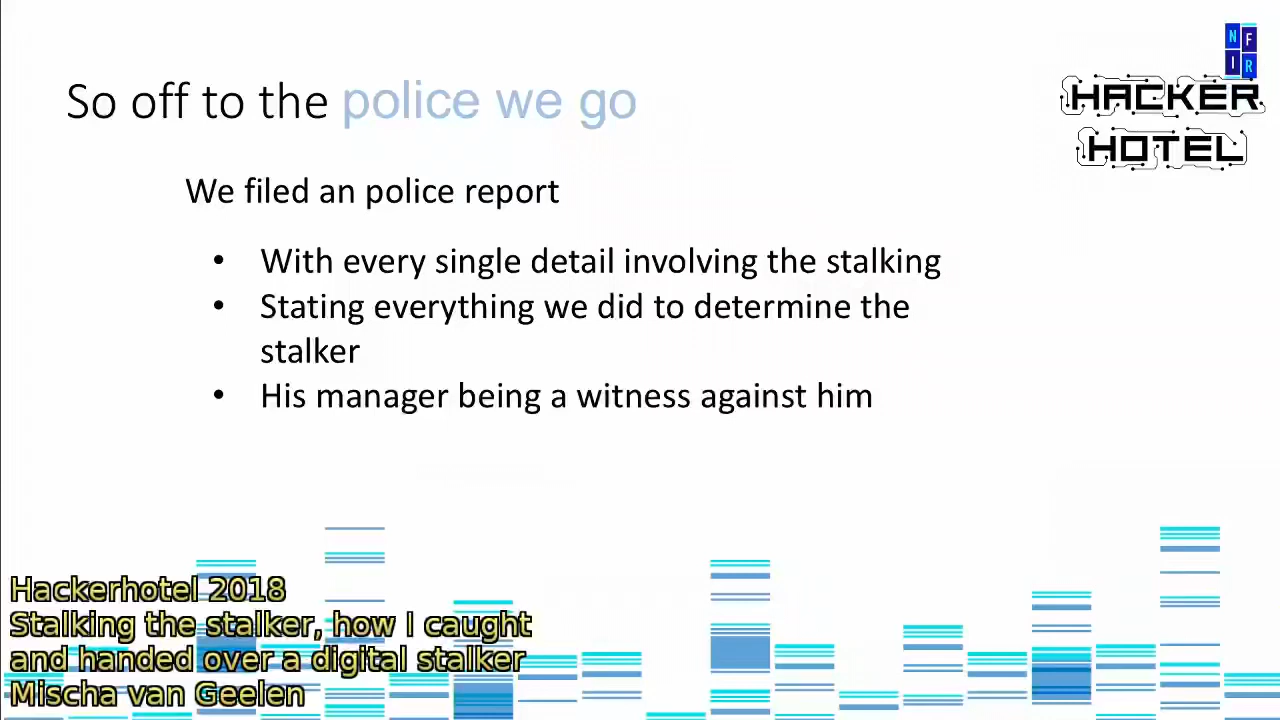 N F
I R
HACKER
HOTEL
So off to the police we go
We filed an police report
• With every single detail involving the stalking
• Stating everything we did to determine the
stalker
• His manager being a witness against him
Hackerhotel 2018
Stalking the stalker, how I caught
and handed over a digital stalker
Mischa van Geelen